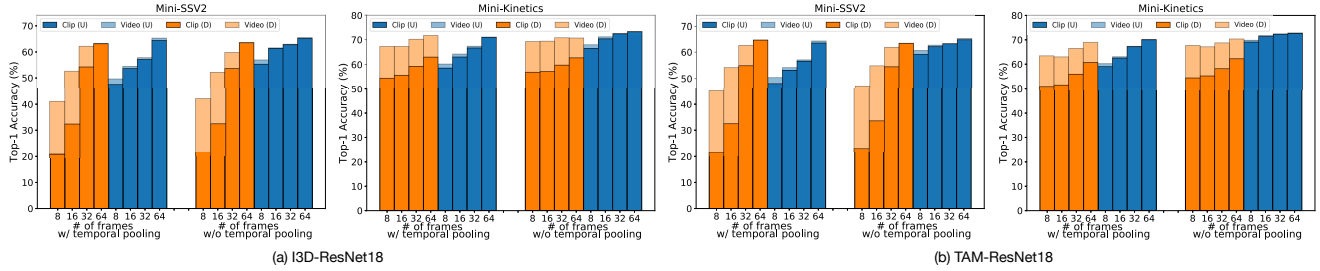 Mini-SSV2
Clip (U) Video (U) Clip (D) Video (D)
Top-1 Accuracy (%)
0 10 20 30 40 50 60 70
8 16 32 64 8 16 32 64
# of frames
w/ temporal pooling
8 16 32 64 8 16 32 64
# of frames
w/o temporal pooling
Mini-Kinetics
Clip (U) Video (U) Clip (D) Video (D)
Top-1 Accuracy (%)
0 10 20 30 40 50 60 70 80
8 16 32 64 8 16 32 64
# of frames
w/ temporal pooling
8 16 32 64 8 16 32 64
# of frames
w/o temporal pooling
(a) I3D-ResNet18
Mini-SSV2
Clip (U) Video (U) Clip (D) Video (D)
Top-1 Accuracy (%)
0 10 20 30 40 50 60 70
8 16 32 64 8 16 32 64
# of frames
w/ temporal pooling
8 16 32 64 8 16 32 64
# of frames
w/o temporal pooling
Mini-Kinetics
Clip (U) Video (U) Clip (D) Video (D)
Top-1 Accuracy (%)
0 10 20 30 40 50 60 70 80
8 16 32 64 8 16 32 64
# of frames
w/ temporal pooling
8 16 32 64 8 16 32 64
# of frames
w/o temporal pooling
(b) TAM-ResNet18